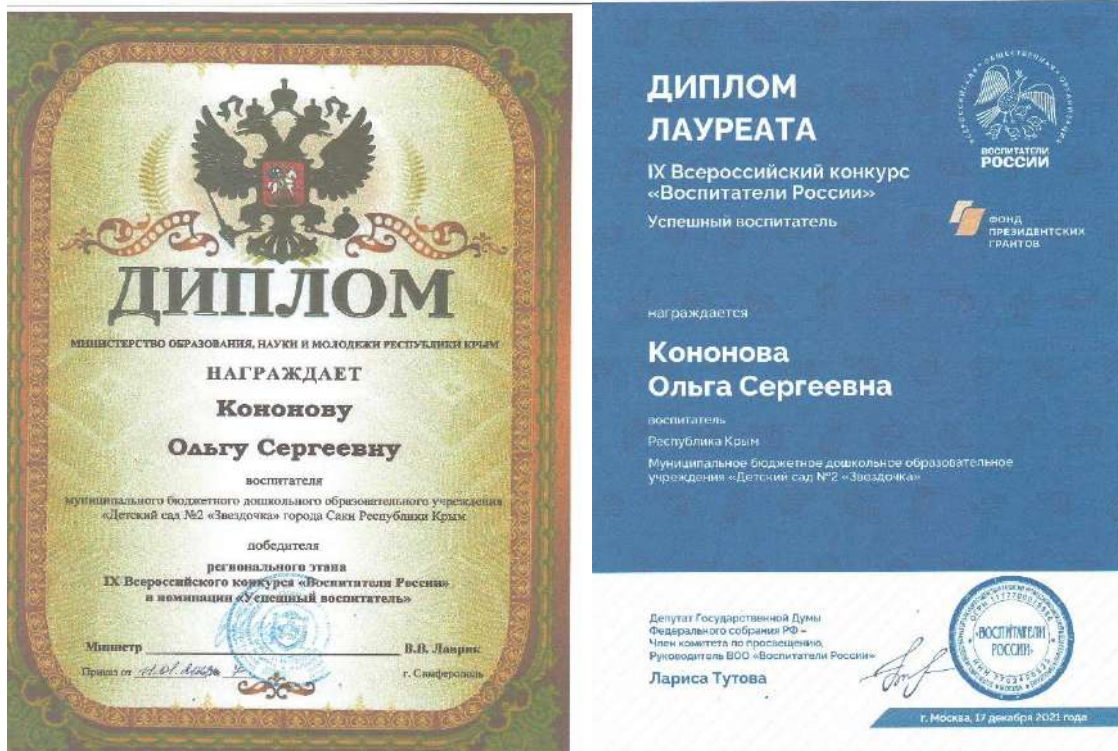 ДИПЛОМ
МИНИСТЕРСТВО ОБРАЗОВАНИЯ, НАУКИ И МОЛОДЕЖИ РЕСПУБЛИКИ КРЫМ
НАГРАЖДАЕТ
Кононову
Ольгу Сергеевну
воспитателя
муниципального бюджетного дошкольного образовательного учреждения
«Детский сад №2 «Звездочка» города Саки Республики Крым
победителя
регионального этапа
IX Всероссийского конкурса «Воспитатели России»
в номинации «Успешный воспитатель»
Министр В.В. Лаврик
Приказ от
г. Симферополь
ДИПЛОМ
ЛАУРЕАТА
IX Всероссийский конкурс
«Воспитатели России»
Успешный воспитатель
ВСЕРОССИЙСКАЯ ОБЩЕСТВЕННАЯ ОРГАНИЗАЦИЯ
ВОСПИТАТЕЛИ
РОССИИ
ФОНД
ПРЕЗИДЕНТСКИХ
ГРАНТОВ
награждается
Кононова
Ольга Сергеевна
воспитатель
Республика Крым
Муниципальное бюджетное дошкольное образовательное
учреждения «Детский сад №2 «Звездочка»
Депутат Государственной Думы
Федерального собрания РФ –
Член комитета по просвещению,
Руководитель ВОО «Воспитатели России»
Лариса Тутова
«ВОСПИТАТЕЛИ
РОССИИ»
г. Москва, 17 декабря 2021 года